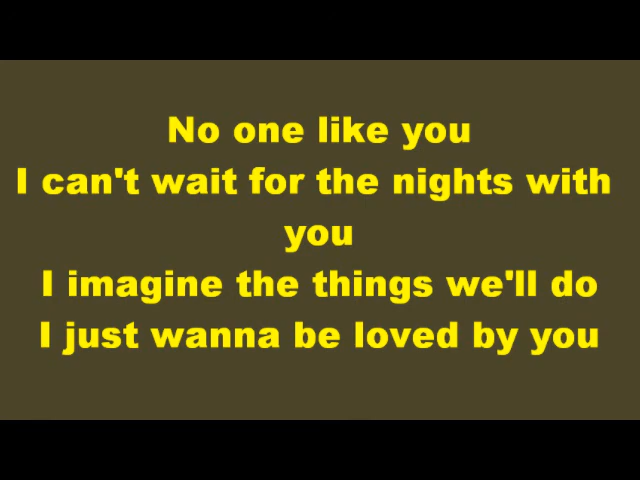 No one like you
I can't wait for the nights with
you
I imagine the things we'll do
I just wanna be loved by you